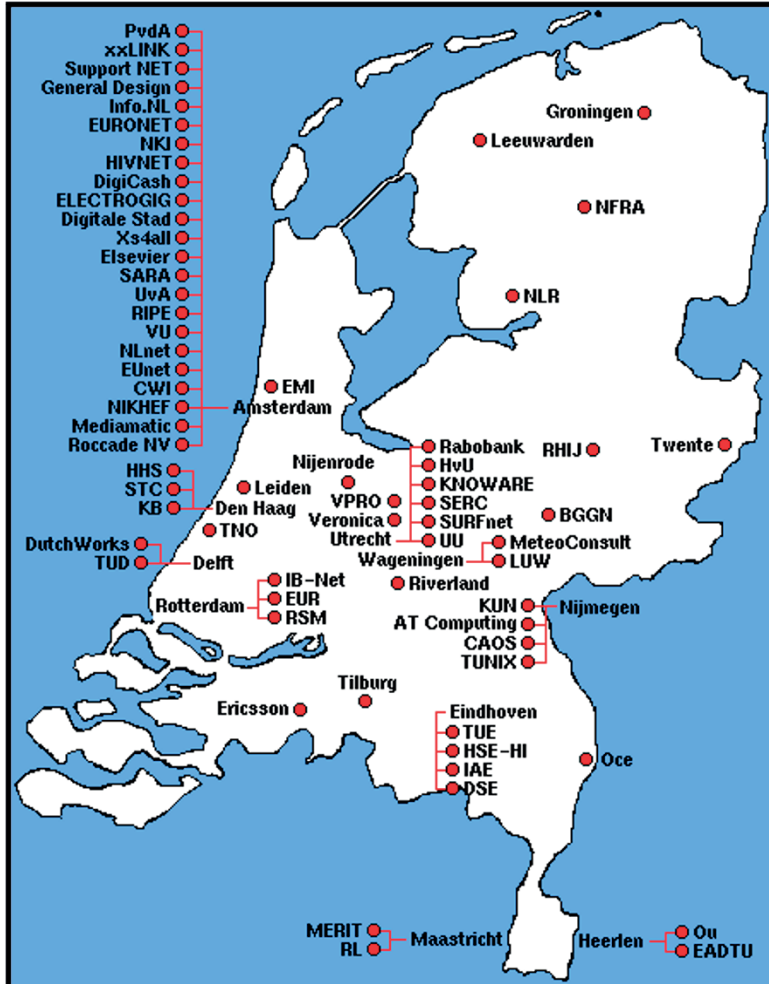 PvdA
xxLINK
Support NET
General Design
Info.NL
EURONET
NKI
HIVNET
DigiCash
ELECTROGIG
Digitale Stad
Xs4all
Elsevier
SARA
UvA
RIPE
VU
NLnet
EUnet
CWI
NIKHEF
Amsterdam
Mediamatic
Roccade NV
Groningen
Leeuwarden
NFRA
NLR
EMI
HHS
STC
KB
Den Haag
Leiden
Nijenrode
VPRO
Veronica
Utrecht
Rabobank
HvU
KNOWARE
SERC
SURFnet
UU
RHIJ
Twente
BGGN
TNO
DutchWorks
TUD
Delft
Wageningen
MeteoConsult
LUW
Rotterdam
IB-Net
EUR
RSM
Riverland
KUN
Nijmegen
AT Computing
CAOS
TUNIX
Tilburg
Ericsson
Eindhoven
TUE
HSE-HI
IAE
DSE
Oce
MERIT
RL
Maastricht
Heerlen
Ou
EADTU